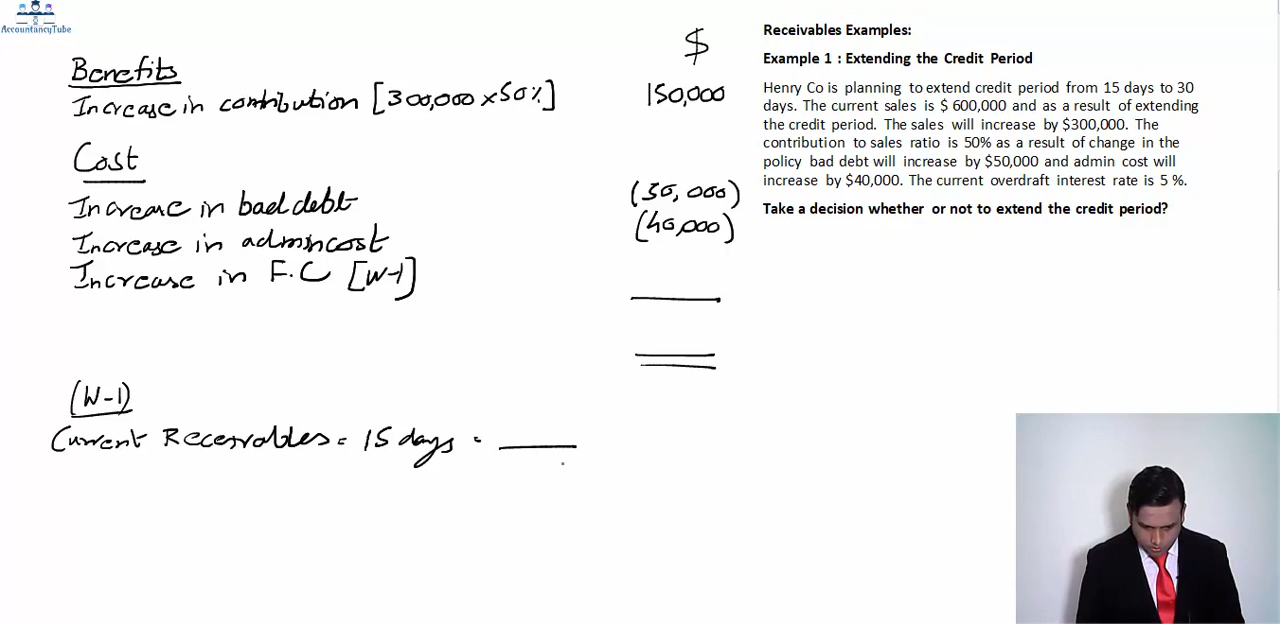 AccountancyTube
$
Benefits
Increase in contribution [300,000 x 50%] 150,000
Cost
Increase in bad debt (50,000)
Increase in admin cost (40,000)
Increase in F.C [W-1]
(W-1)
Current Receivables = 15 days =
Receivables Examples:
Example 1 : Extending the Credit Period
Henry Co is planning to extend credit period from 15 days to 30
days. The current sales is $ 600,000 and as a result of extending
the credit period. The sales will increase by $300,000. The
contribution to sales ratio is 50% as a result of change in the
policy bad debt will increase by $50,000 and admin cost will
increase by $40,000. The current overdraft interest rate is 5 %.
Take a decision whether or not to extend the credit period?